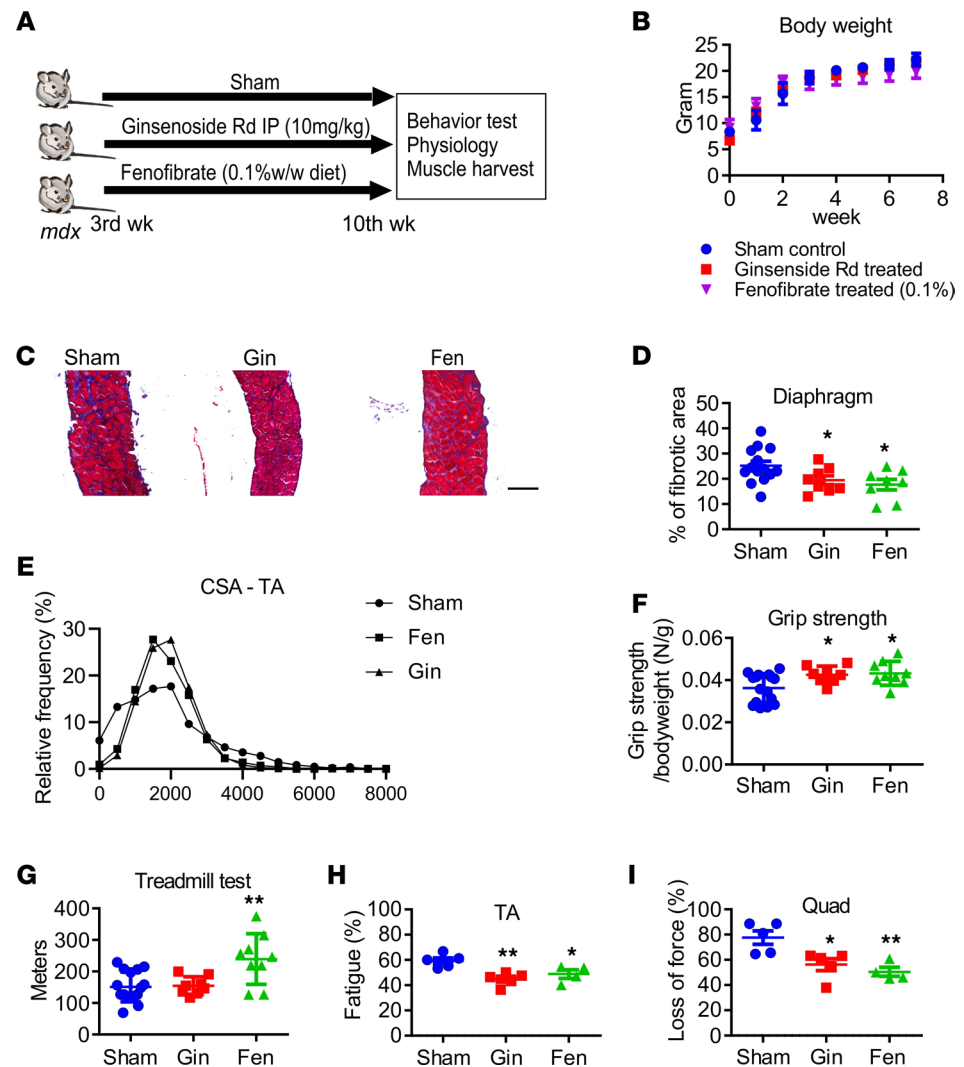 A
Sham
Ginsenoside Rd IP (10mg/kg)
Fenofibrate (0.1%w/w diet)
Behavior test
Physiology
Muscle harvest
mdx 3rd wk 10th wk
B
Body weight
Gram
25
20
15
10
5
0
0 2 4 6 8
week
Sham control
Ginsenside Rd treated
Fenofibrate treated (0.1%)
C
Sham Gin Fen
D
Diaphragm
% of fibrotic area
50
40
30
20
10
0
* *
Sham Gin Fen
E
CSA - TA
Relative frequency (%)
30
20
10
0
0 2000 4000 6000 8000
Sham
Fen
Gin
F
Grip strength
Grip strength
/bodyweight (N/g)
0.06
0.04
0.02
0.00
* *
Sham Gin Fen
G
Treadmill test
Meters
400
300
200
100
0
**
Sham Gin Fen
H
TA
Fatigue (%)
100
80
60
40
20
0
** *
Sham Gin Fen
I
Quad
Loss of force (%)
100
80
60
40
20
0
* **
Sham Gin Fen